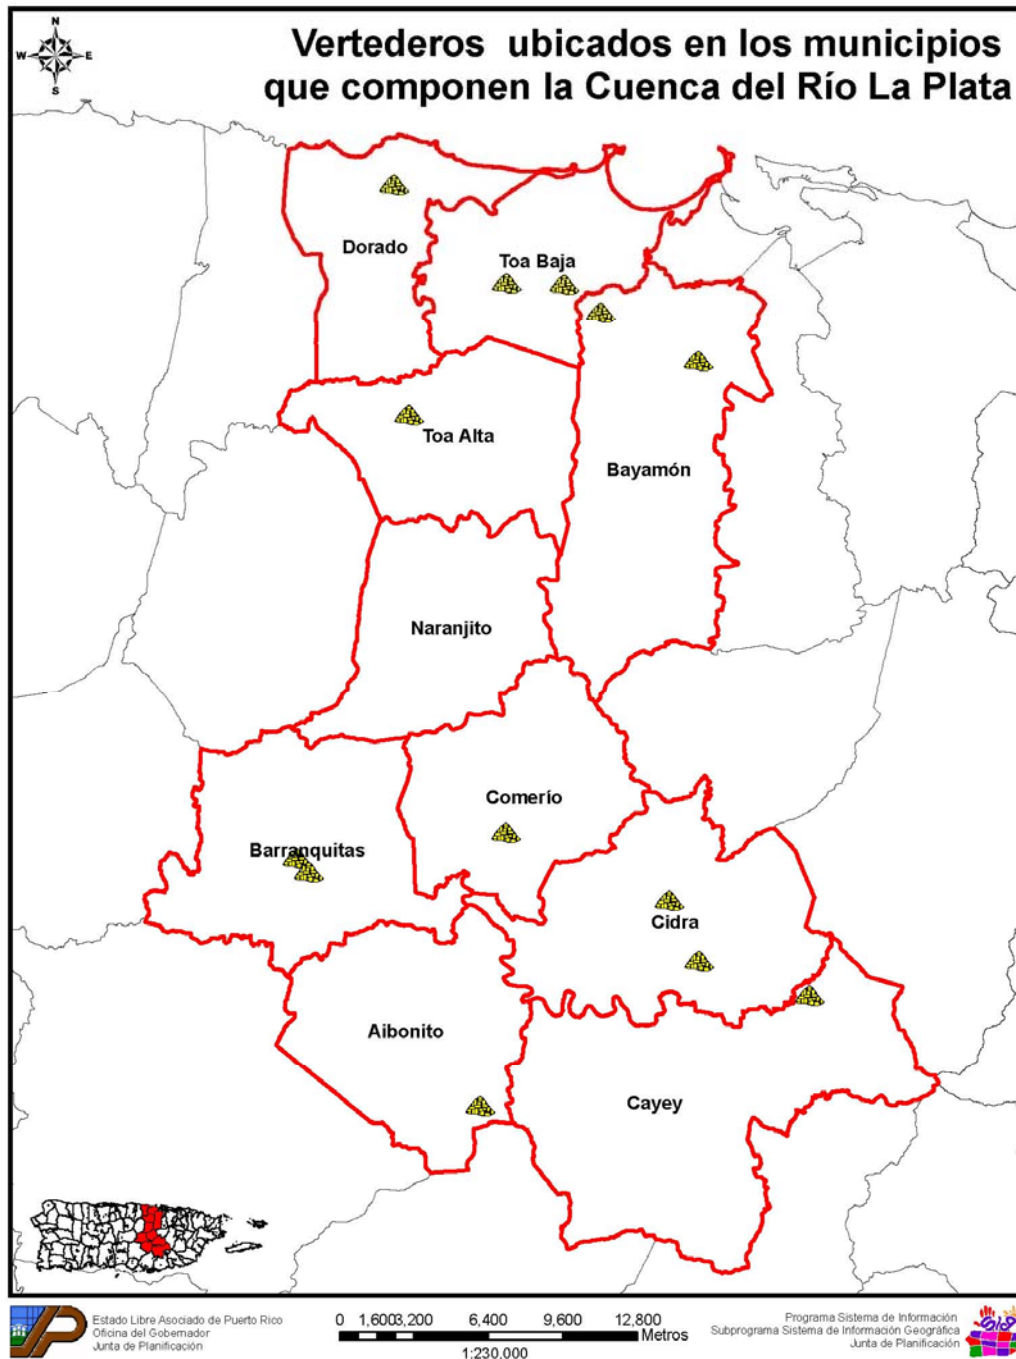 N
W E
S
Vertederos ubicados en los municipios
que componen la Cuenca del Río La Plata
Dorado
Toa Baja
Toa Alta
Bayamón
Naranjito
Comerío
Barranquitas
Cidra
Aibonito
Cayey
Estado Libre Asociado de Puerto Rico
Oficina del Gobernador
Junta de Planificación
0 1,6003,200 6,400 9,600 12,800
Metros
1:230.000
Programa Sistema de Información
Subprograma Sistema de Información Geográfica
Junta de Planificación